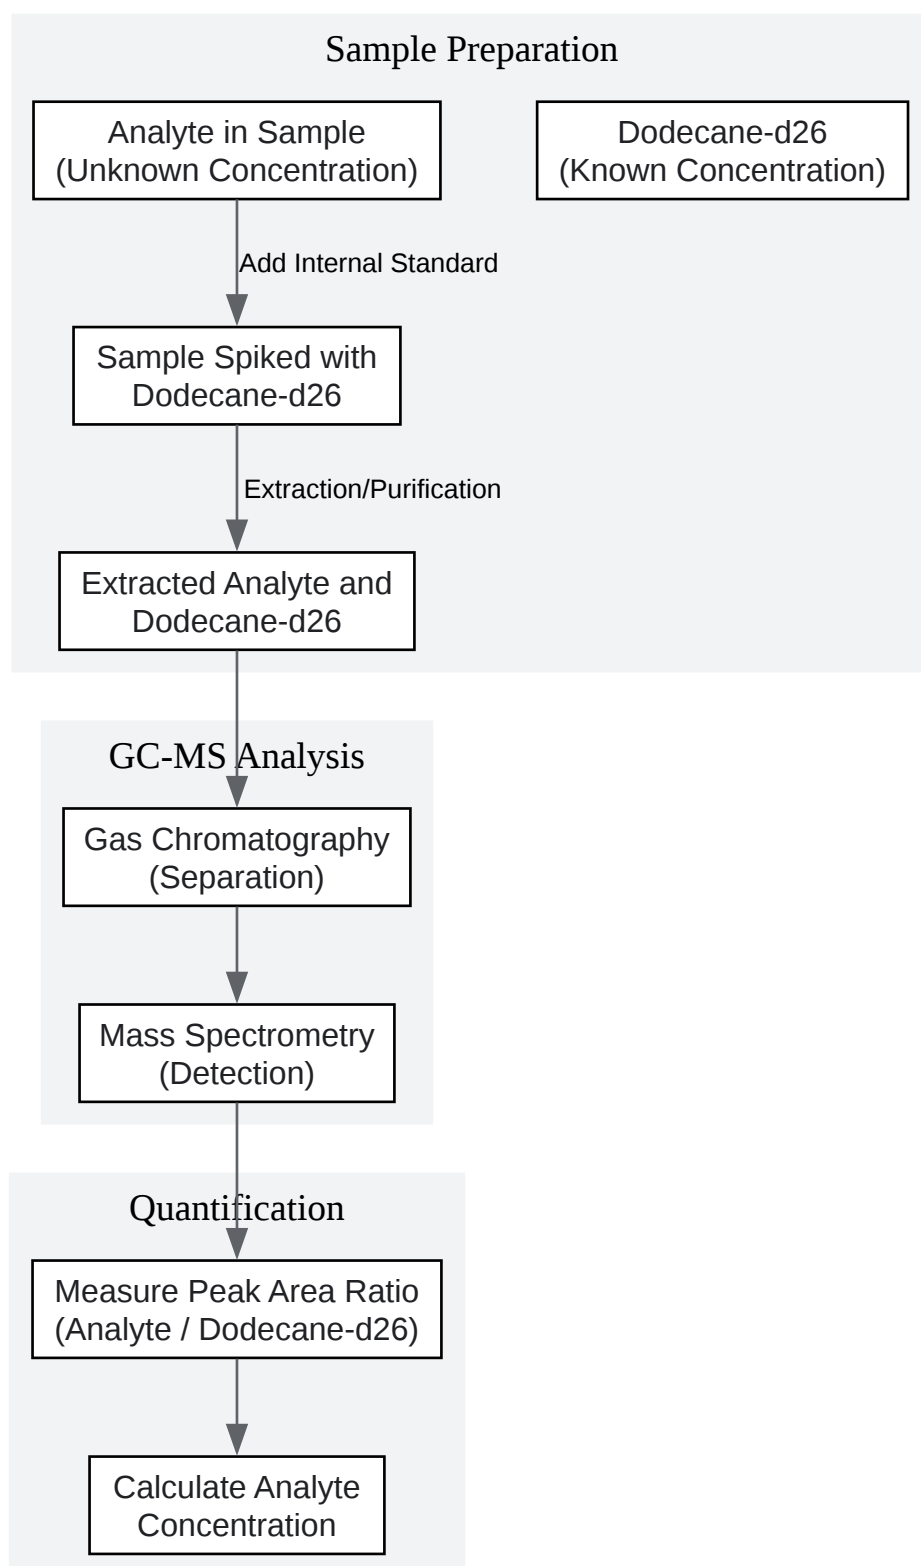 Sample Preparation
Analyte in Sample
(Unknown Concentration)
Dodecane-d26
(Known Concentration)
Add Internal Standard
Sample Spiked with
Dodecane-d26
Extraction/Purification
Extracted Analyte and
Dodecane-d26
GC-MS Analysis
Gas Chromatography
(Separation)
Mass Spectrometry
(Detection)
Quantification
Measure Peak Area Ratio
(Analyte / Dodecane-d26)
Calculate Analyte
Concentration